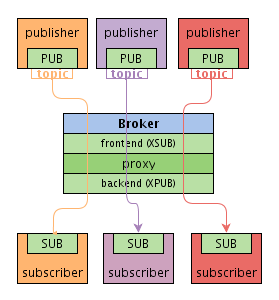 publisher publisher publisher
PUB PUB PUB
topic topic topic
Broker
frontend (XSUB)
proxy
backend (XPUB)
SUB SUB SUB
subscriber subscriber subscriber